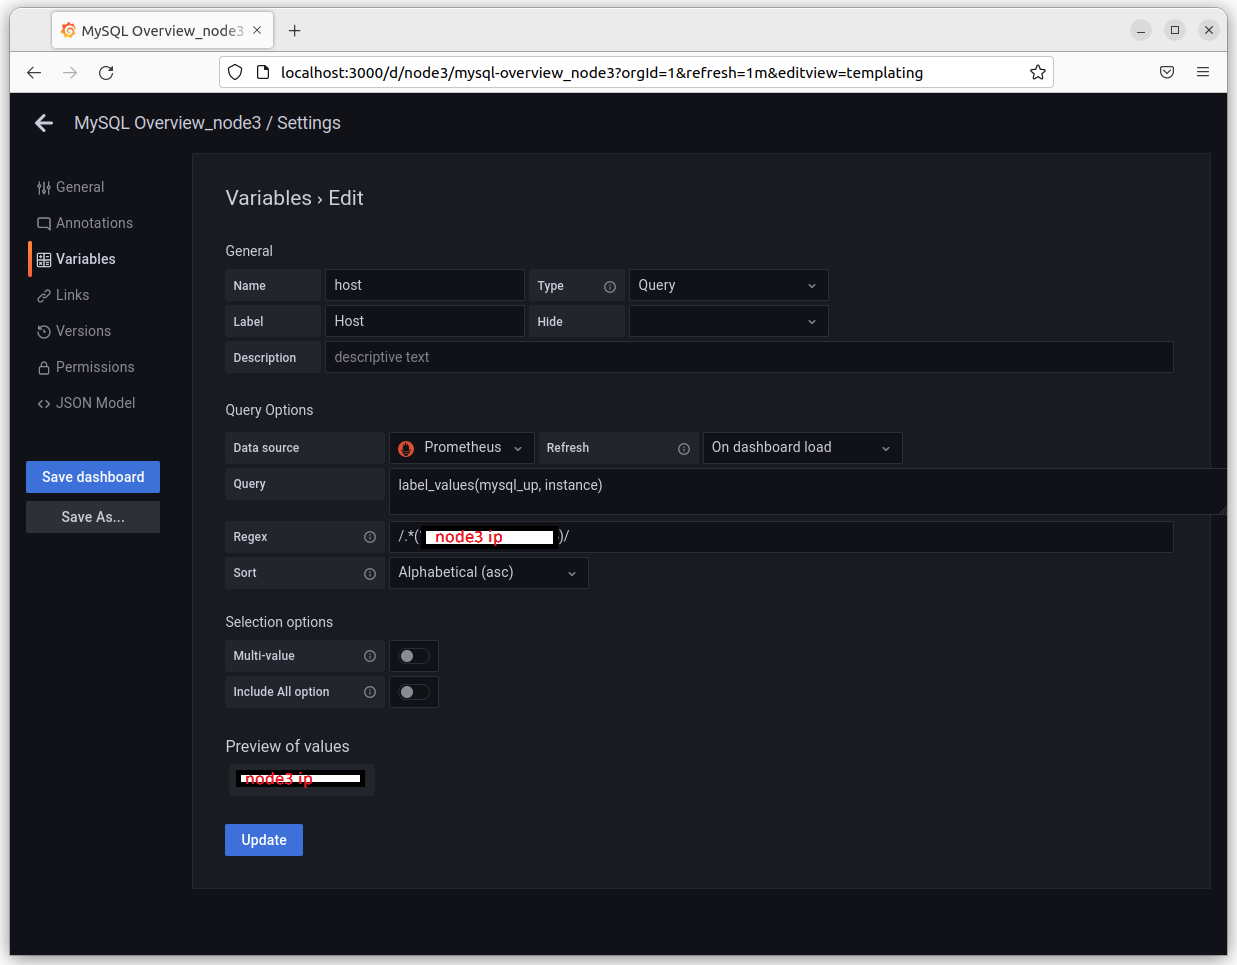 MySQL Overview_node3
localhost:3000/d/node3/mysql-overview_node3?orgId=1&refresh=1m&editview=templating
MySQL Overview_node3 / Settings
General
Annotations
Variables
Links
Versions
Permissions
JSON Model
Save dashboard
Save As...
Variables › Edit
General
Name host Type Query
Label Host Hide
Description descriptive text
Query Options
Data source Prometheus Refresh On dashboard load
Query label_values(mysql_up, instance)
Regex /.*( node3 ip )/
Sort Alphabetical (asc)
Selection options
Multi-value
Include All option
Preview of values
node3 ip
Update